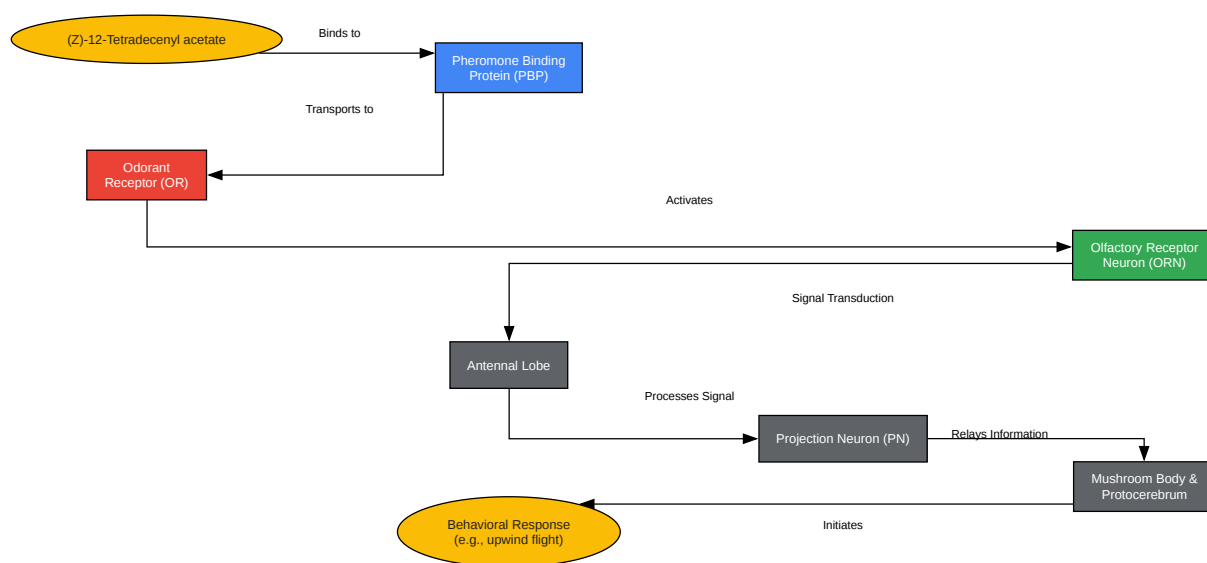 (Z)-12-Tetradecenyl acetate
Binds to
Pheromone Binding
Protein (PBP)
Transports to
Odorant
Receptor (OR)
Activates
Olfactory Receptor
Neuron (ORN)
Signal Transduction
Antennal Lobe
Processes Signal
Projection Neuron (PN)
Relays Information
Mushroom Body &
Protocerebrum
Initiates
Behavioral Response
(e.g., upwind flight)